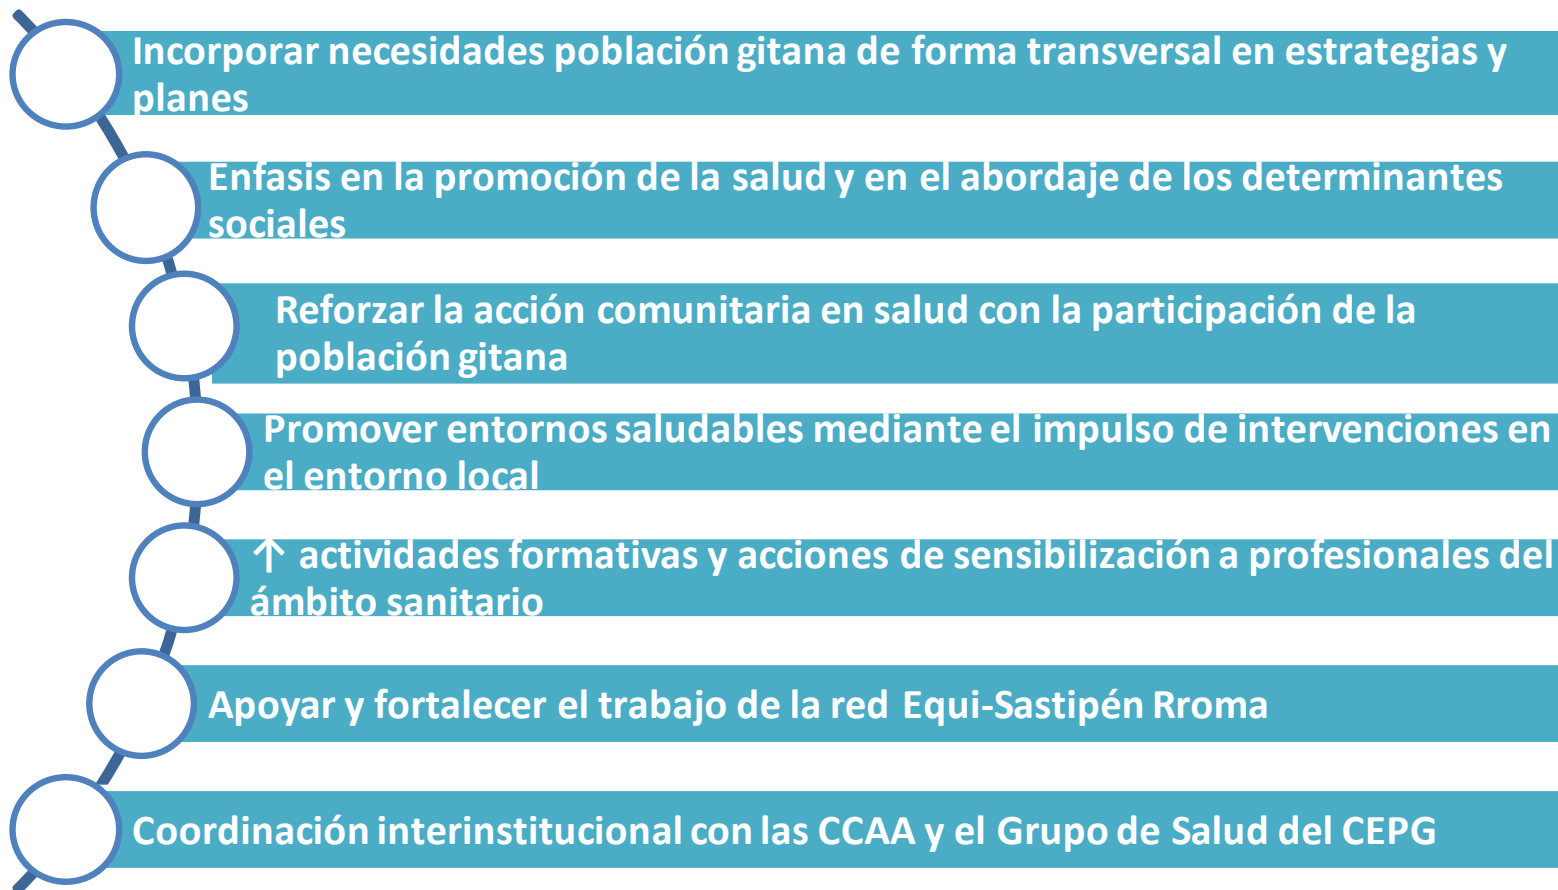 Incorporar necesidades población gitana de forma transversal en estrategias y
planes
Enfasis en la promoción de la salud y en el abordaje de los determinantes
sociales
Reforzar la acción comunitaria en salud con la participación de la
población gitana
Promover entornos saludables mediante el impulso de intervenciones en
el entorno local
↑ actividades formativas y acciones de sensibilización a profesionales del
ámbito sanitario
Apoyar y fortalecer el trabajo de la red Equi-Sastipén Rroma
Coordinación interinstitucional con las CCAA y el Grupo de Salud del CEPG